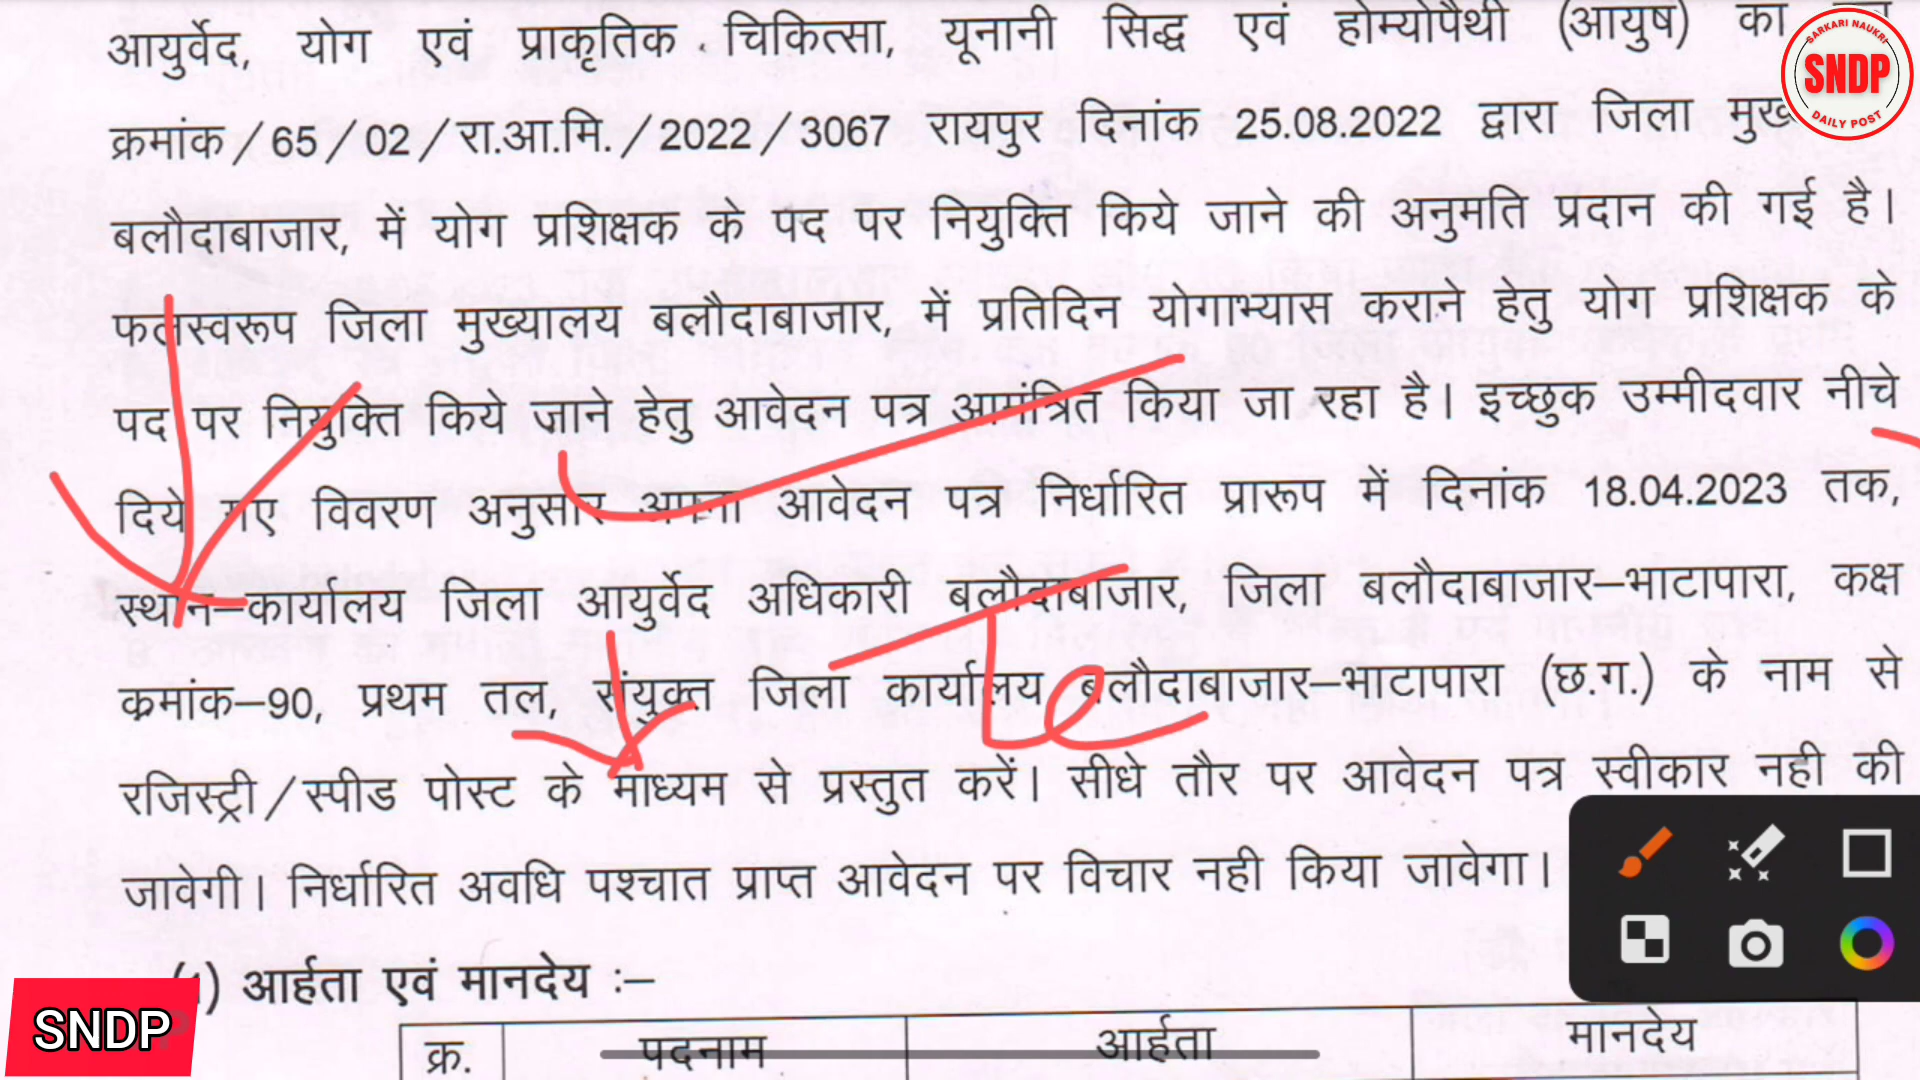 आयुर्वेद, योग एवं प्राकृतिक चिकित्सा, यूनानी सिद्ध एवं होम्योपैथी (आयुष) का
SARKARI NAUKRI
SNDP
DAILY POST
क्रमांक/65/02/रा.आ.मि./2022/3067 रायपुर दिनांक 25.08.2022 द्वारा जिला
बलौदाबाजार, में योग प्रशिक्षक के पद पर नियुक्ति किये जाने की अनुमति प्रदान की गई है।
फलस्वरूप जिला मुख्यालय बलौदाबाजार, में प्रतिदिन योगाभ्यास कराने हेतु योग प्रशिक्षक के
पद पर नियुक्ति किये जाने हेतु आवेदन पत्र आमंत्रित किया जा रहा है। इच्छुक उम्मीदवार नीचे
दिये गए विवरण अनुसार अपना आवेदन पत्र निर्धारित प्रारूप में दिनांक 18.04.2023 तक,
स्थान–कार्यालय जिला आयुर्वेद अधिकारी बलौदाबाजार, जिला बलौदाबाजार–भाटापारा, कक्ष
क्रमांक–90, प्रथम तल, संयुक्त जिला कार्यालय बलौदाबाजार–भाटापारा (छ.ग.) के नाम से
रजिस्ट्री/स्पीड पोस्ट के माध्यम से प्रस्तुत करें। सीधे तौर पर आवेदन पत्र स्वीकार नही की
जावेगी। निर्धारित अवधि पश्चात प्राप्त आवेदन पर विचार नही किया जावेगा।
आर्हता एवं मानदेय :–
SNDP
क्र. पदनाम आर्हता मानदेय